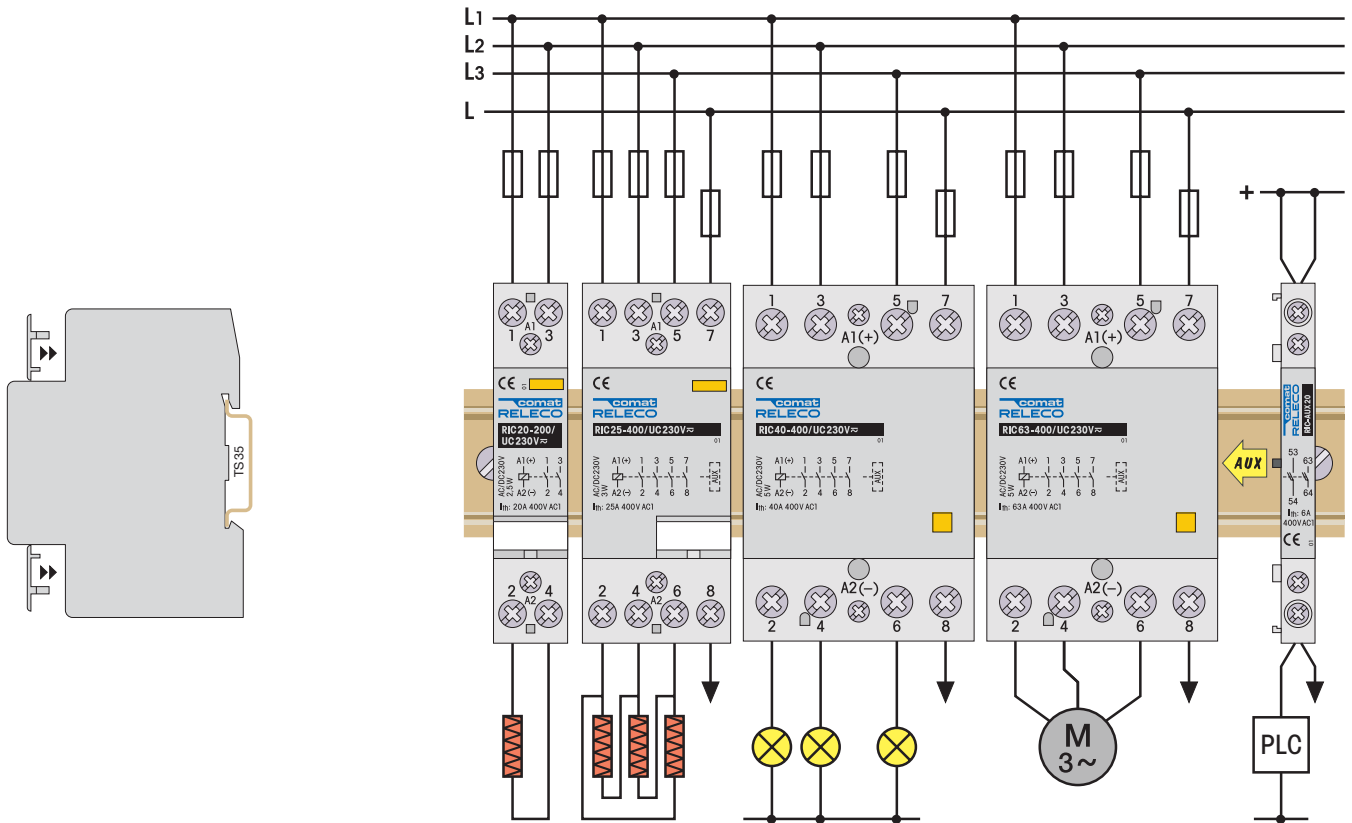 L1
L2
L3
L
+
1 3
A1
1 3 5 7
A1
1 3 5 7
A1(+)
1 3 5 7
A1(+)
CE 01
comat
RELECO
RIC20-200/
UC230V≂
AC/DC230V
2,5W
A1(+) 1 3
A2(–) 2 4
Ith: 20A 400V AC1
2 4
A2
CE
comat
RELECO
RIC25-400/UC230V≂
01
AC/DC230V
3W
A1(+) 1 3 5 7
AUX
A2(–) 2 4 6 8
Ith: 25A 400V AC1
2 4 6 8
A2
CE
comat
RELECO
RIC40-400/UC230V≂
01
AC/DC230V
5W
A1(+) 1 3 5 7
AUX
A2(–) 2 4 6 8
Ith: 40A 400V AC1
A2(–)
2 4 6 8
CE
comat
RELECO
RIC63-400/UC230V≂
01
AC/DC230V
5W
A1(+) 1 3 5 7
AUX
A2(–) 2 4 6 8
Ith: 63A 400V AC1
A2(–)
2 4 6 8
AUX
comat
RELECO
RIC-AUX20
53 63
54 64
Ith: 6A
400V AC1
CE 01
TS35
M
3~
PLC